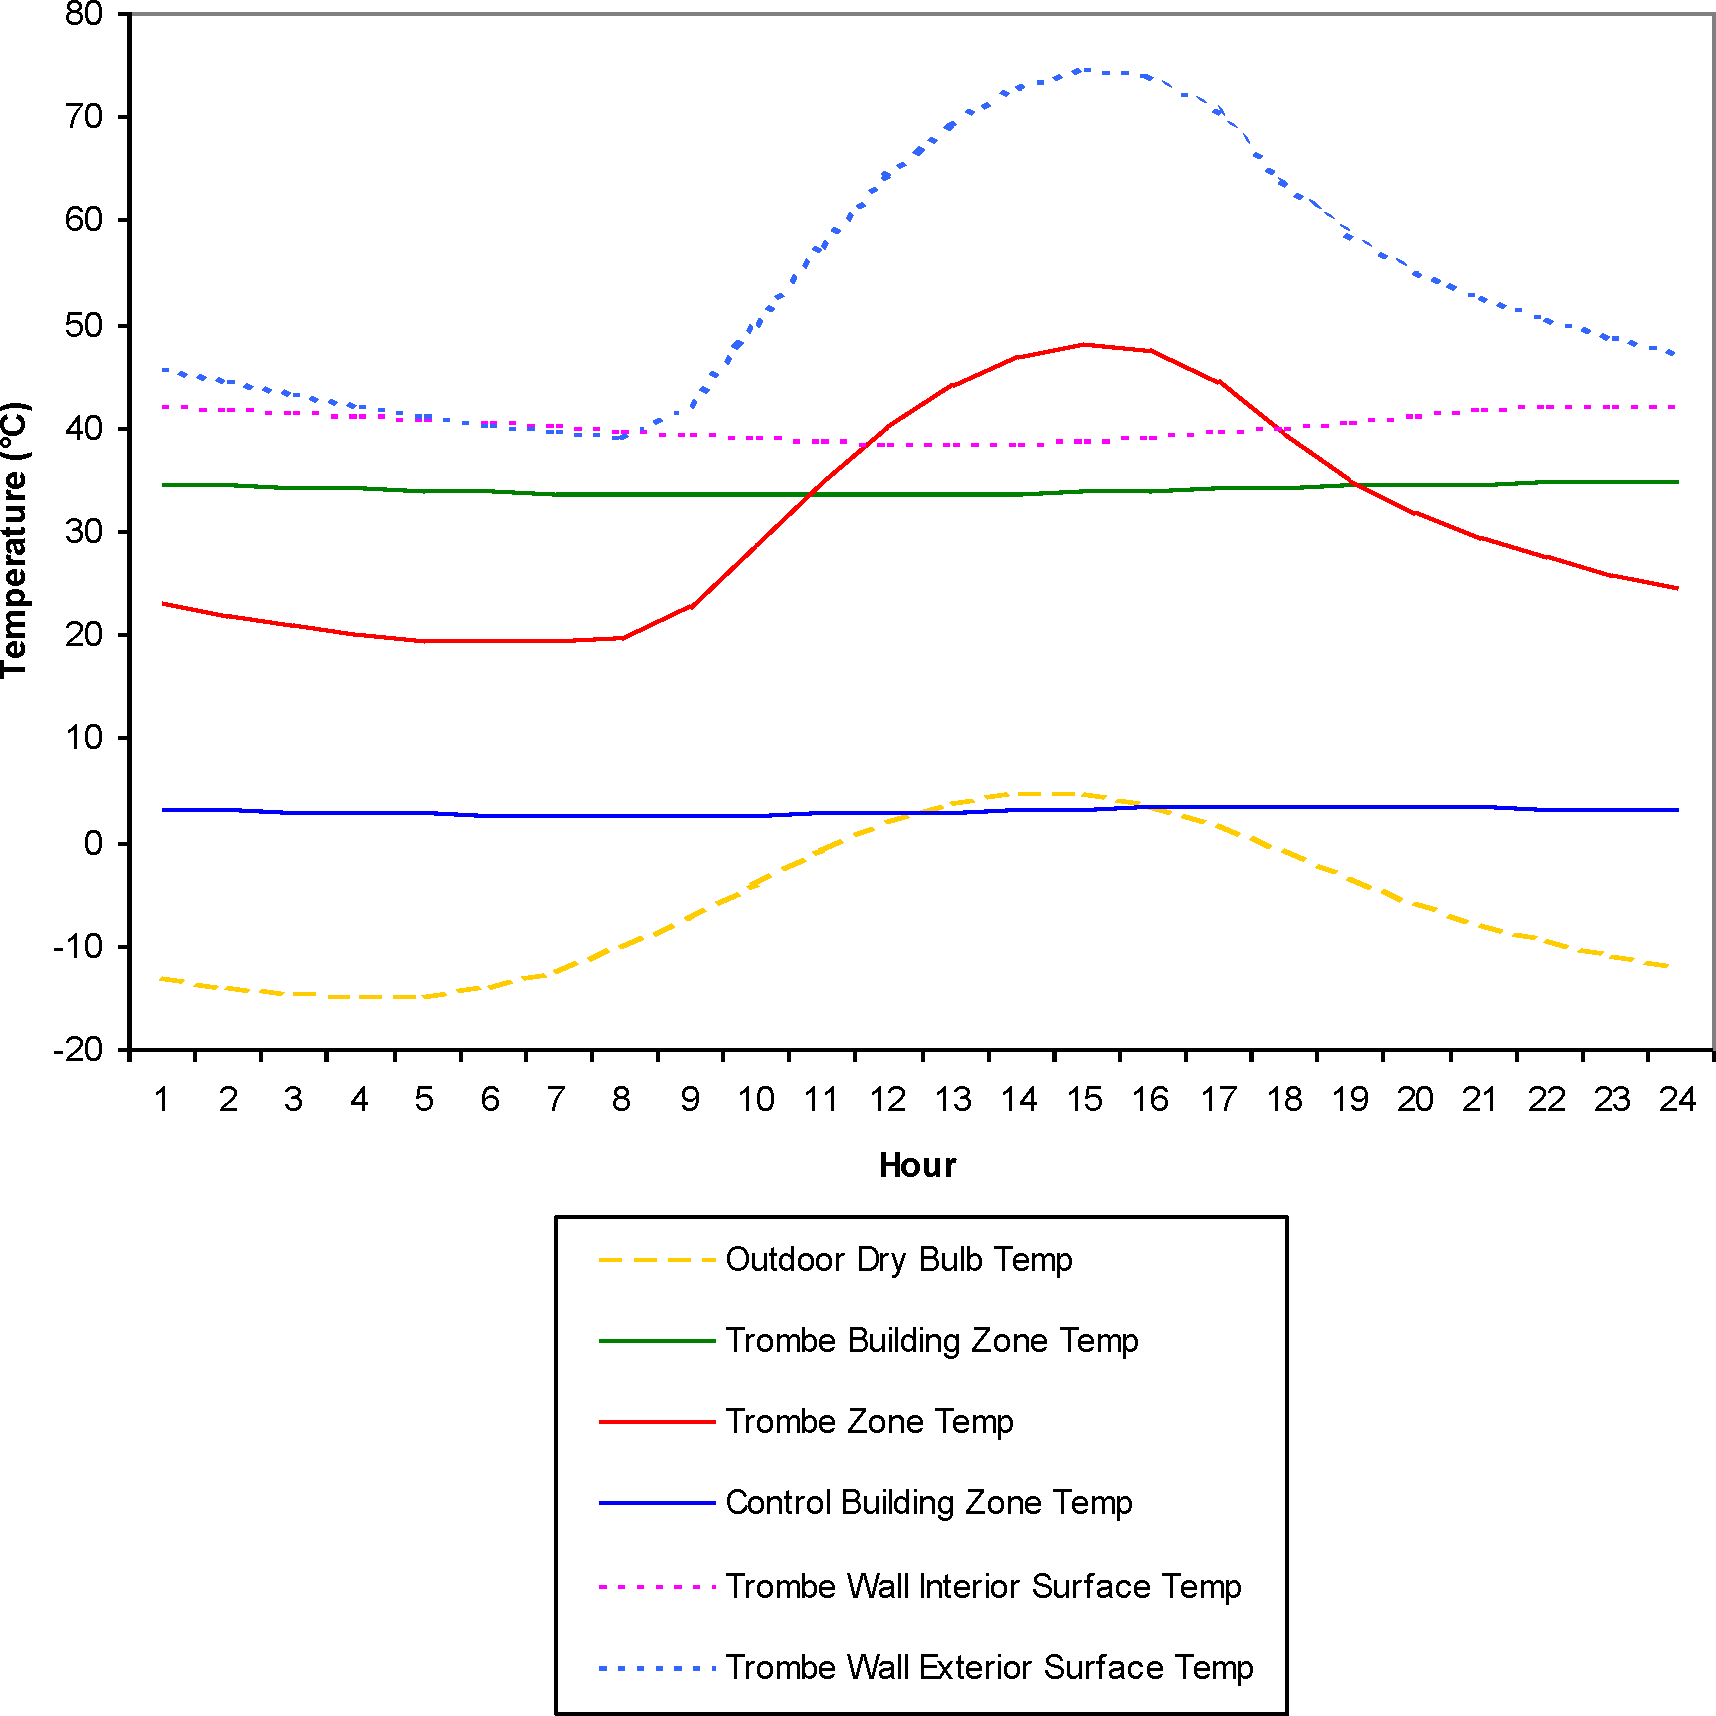 80
70
60
50
40
30
20
10
0
-10
-20
Temperature (°C)
1 2 3 4 5 6 7 8 9 10 11 12 13 14 15 16 17 18 19 20 21 22 23 24
Hour
Outdoor Dry Bulb Temp
Trombe Building Zone Temp
Trombe Zone Temp
Control Building Zone Temp
Trombe Wall Interior Surface Temp
Trombe Wall Exterior Surface Temp